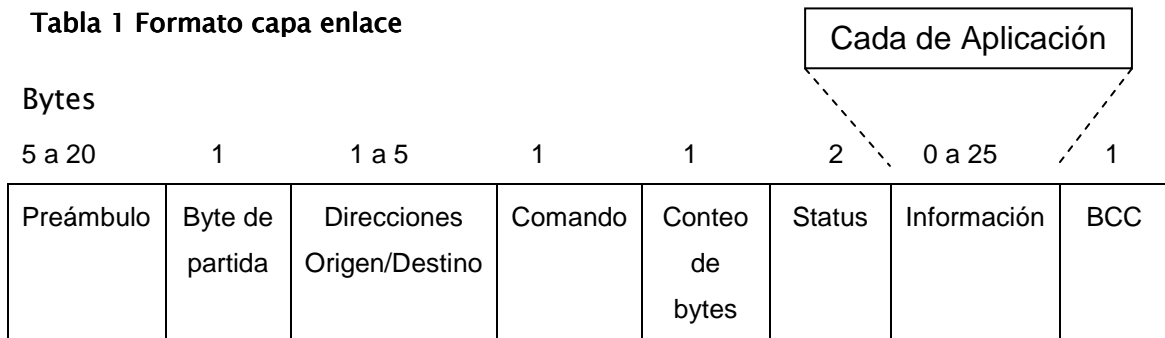 Tabla 1 Formato capa enlace
Cada de Aplicación
Bytes
5 a 20 1 1 a 5 1 1 2 0 a 25 1
Preámbulo Byte de Direcciones Comando Conteo Status Información BCC
partida Origen/Destino de
bytes